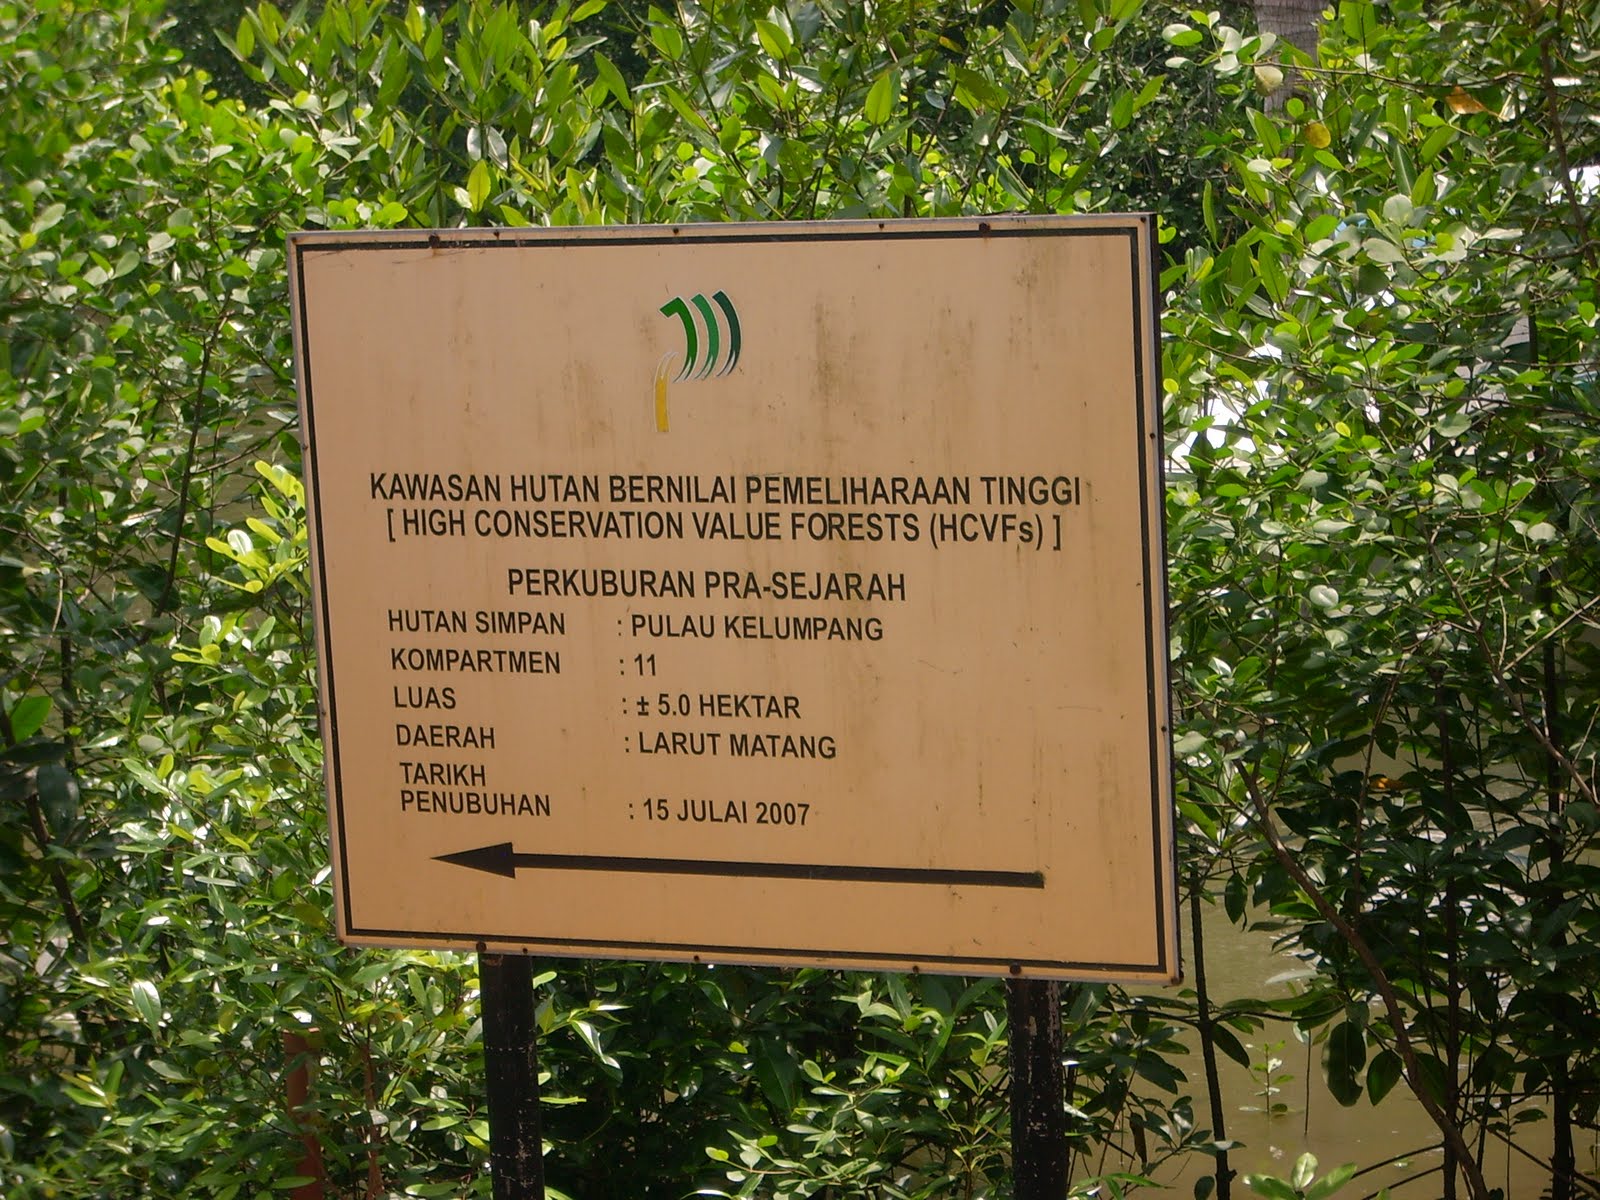 KAWASAN HUTAN BERNILAI PEMELIHARAAN TINGGI
[ HIGH CONSERVATION VALUE FORESTS (HCVFs) ]
PERKUBURAN PRA-SEJARAH
HUTAN SIMPAN : PULAU KELUMPANG
KOMPARTMEN : 11
LUAS : ± 5.0 HEKTAR
DAERAH : LARUT MATANG
TARIKH
PENUBUHAN : 15 JULAI 2007